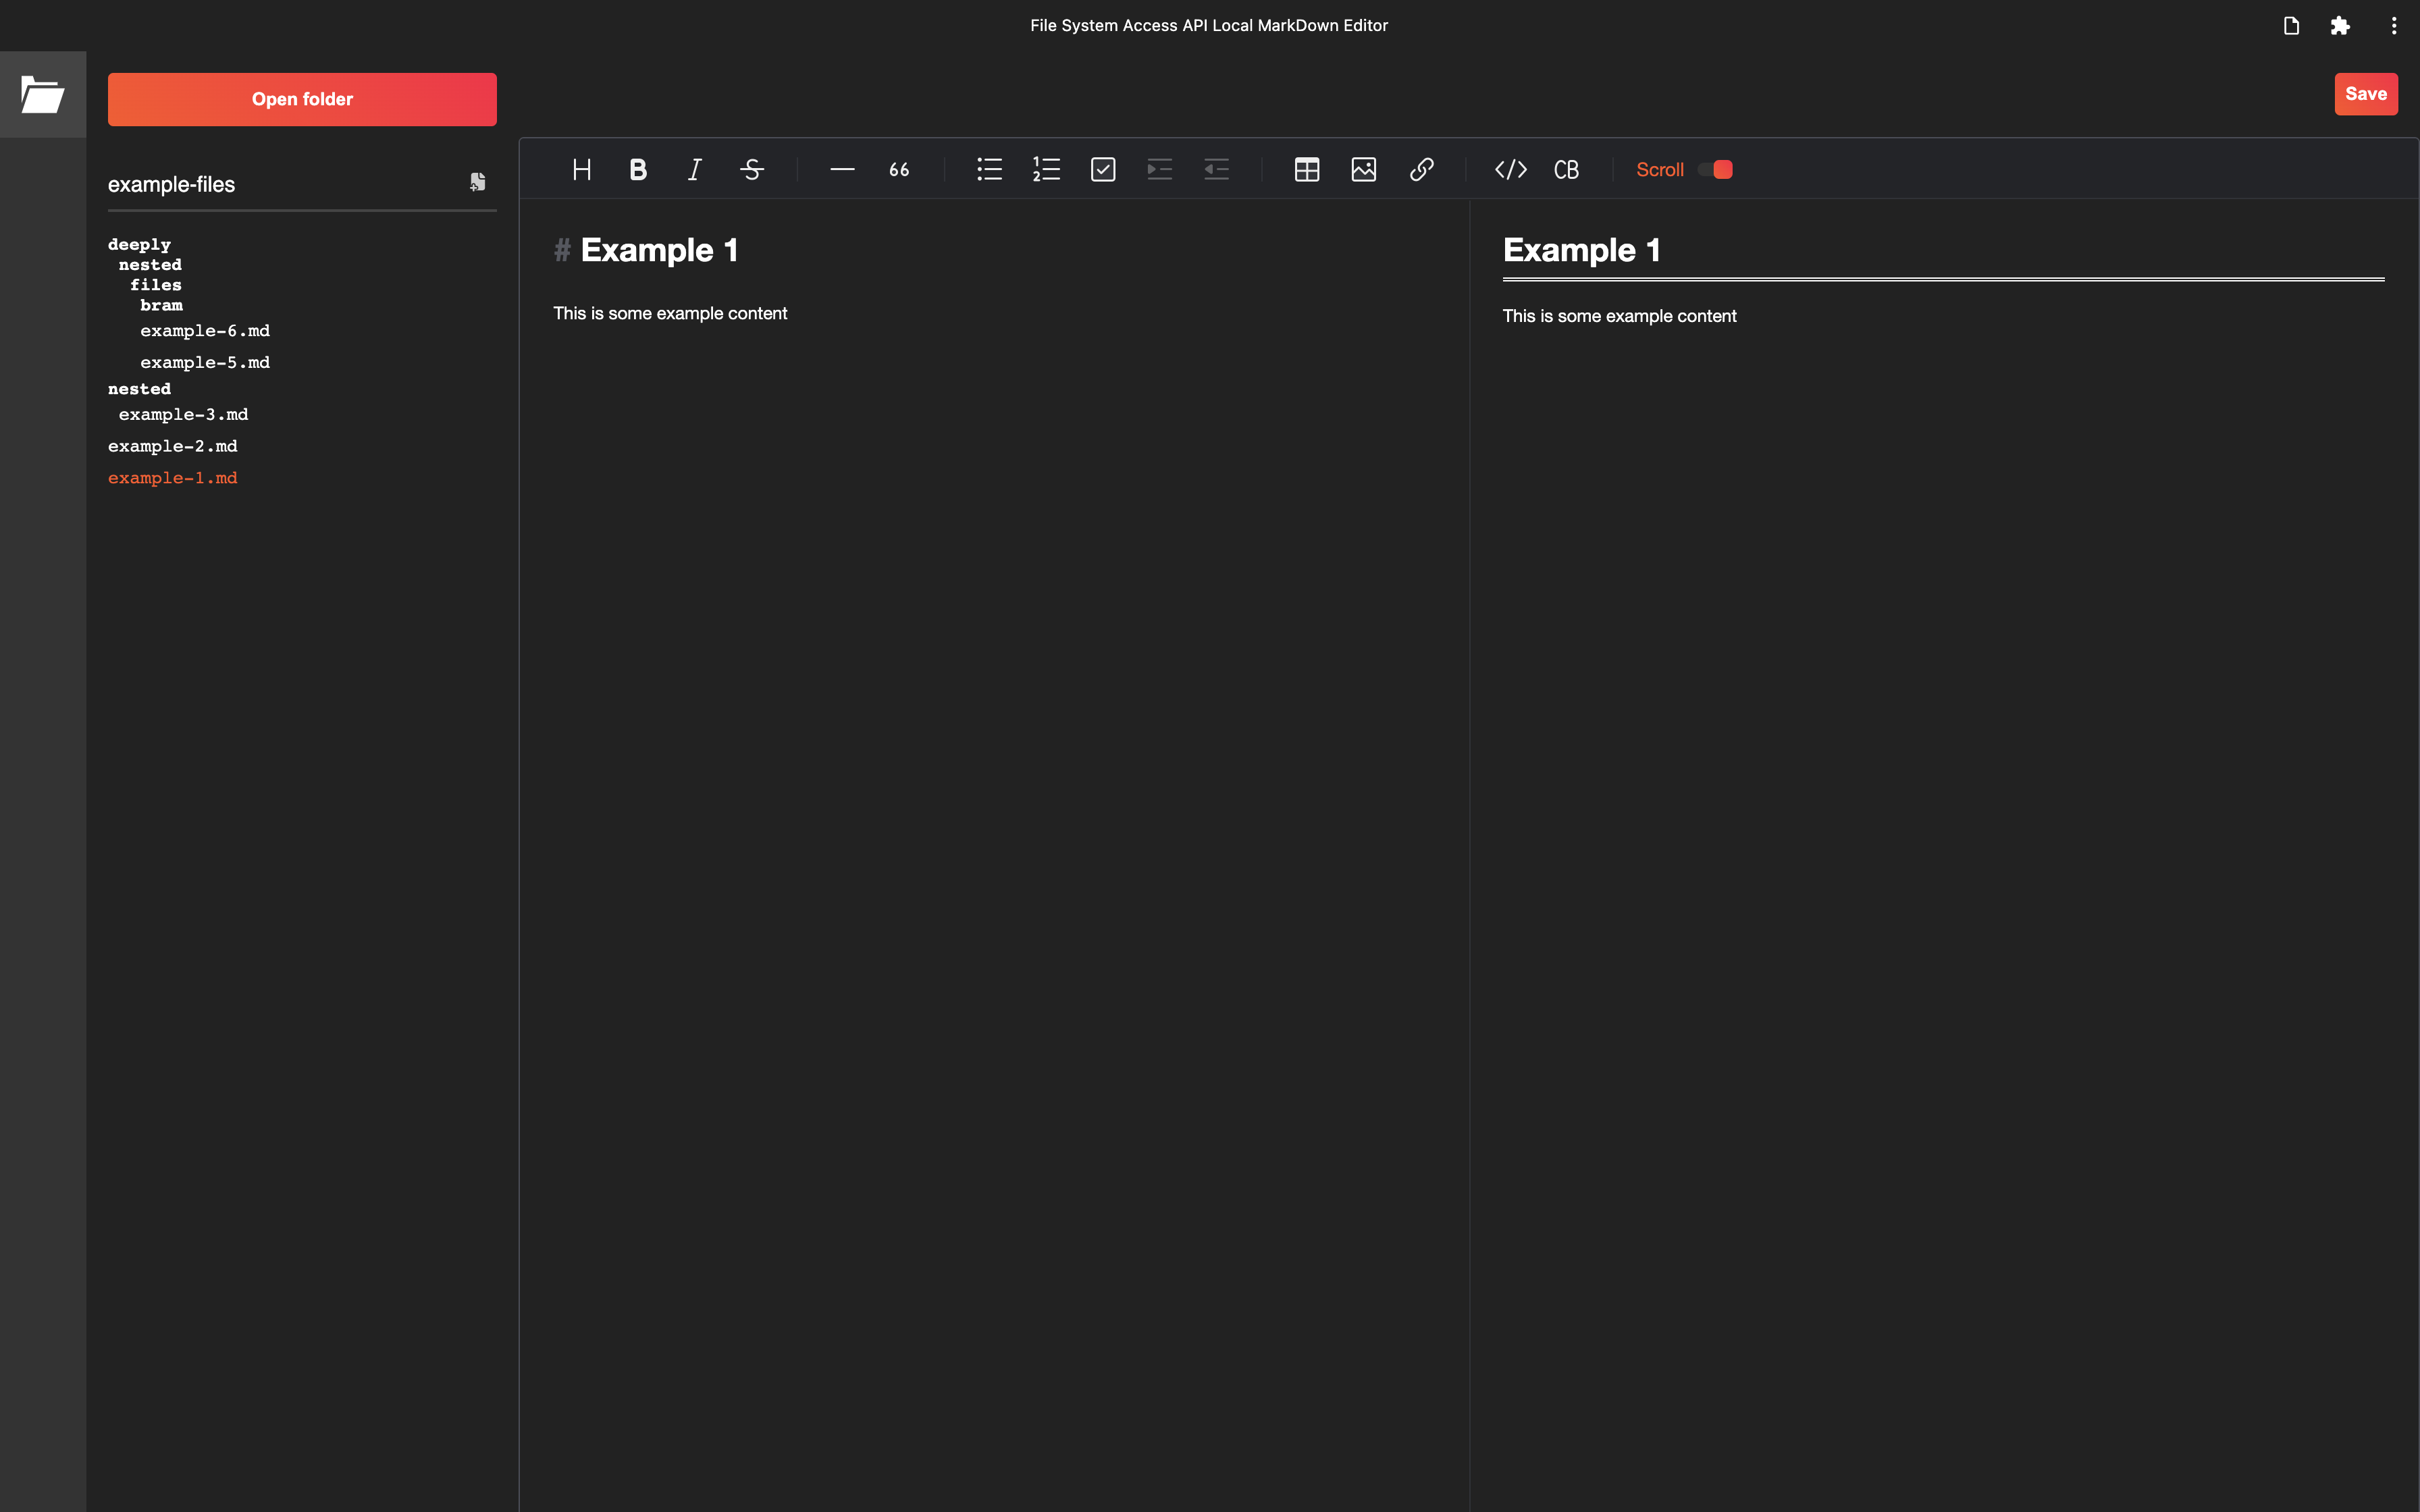 File System Access API Local MarkDown Editor
Open folder
Save
example-files
deeply
nested
files
bram
example-6.md
example-5.md
nested
example-3.md
example-2.md
example-1.md
H B I S 66 CB Scroll
# Example 1
This is some example content
Example 1
This is some example content